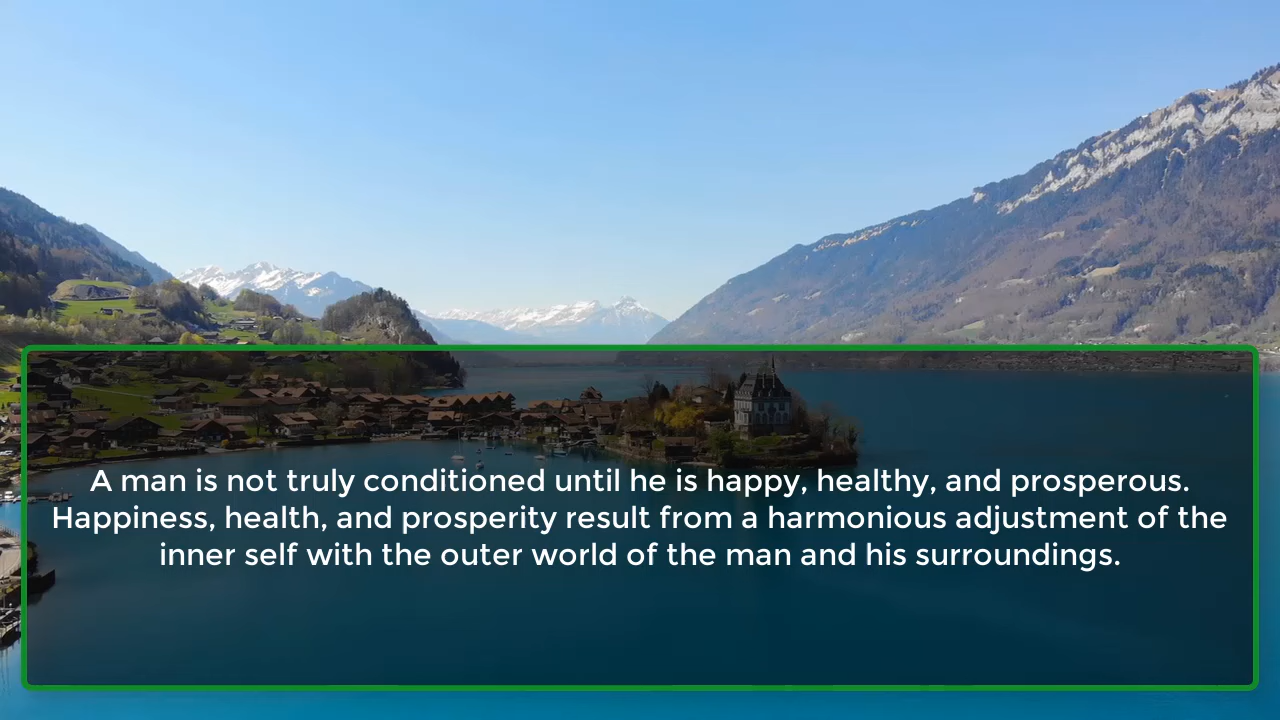 A man is not truly conditioned until he is happy, healthy, and prosperous.
Happiness, health, and prosperity result from a harmonious adjustment of the
inner self with the outer world of the man and his surroundings.